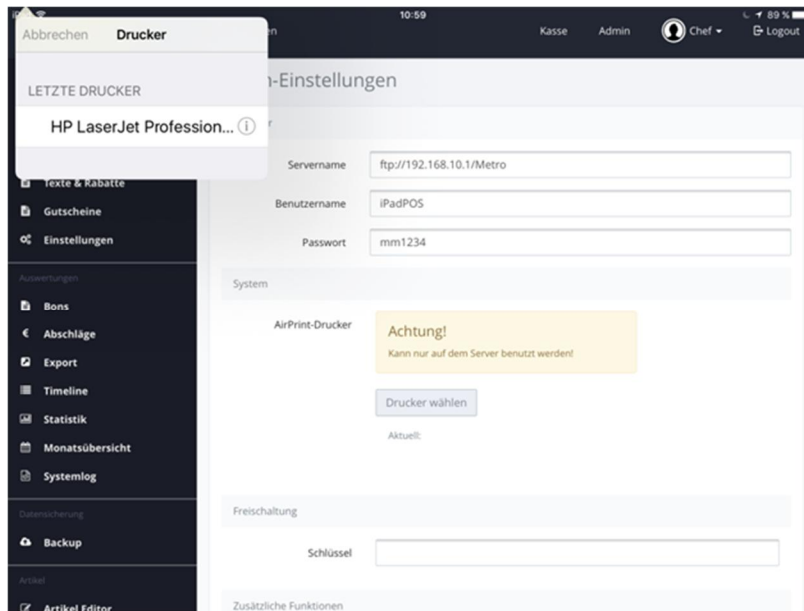 10:59
89 %
Abbrechen
Drucker
Kasse
Admin
Chef
Logout
LETZTE DRUCKER
HP LaserJet Profession...
n-Einstellungen
Servername
ftp://192.168.10.1/Metro
Benutzername
iPadPOS
Passwort
mm1234
Texte & Rabatte
Gutscheine
Einstellungen
Auswertungen
Bons
€ Abschläge
Export
Timeline
Statistik
Monatsübersicht
Systemlog
Datensicherung
Backup
Artikel
Artikel Editor
System
AirPrint-Drucker
Achtung!
Kann nur auf dem Server benutzt werden!
Drucker wählen
Aktuell:
Freischaltung
Schlüssel
Zusätzliche Funktionen